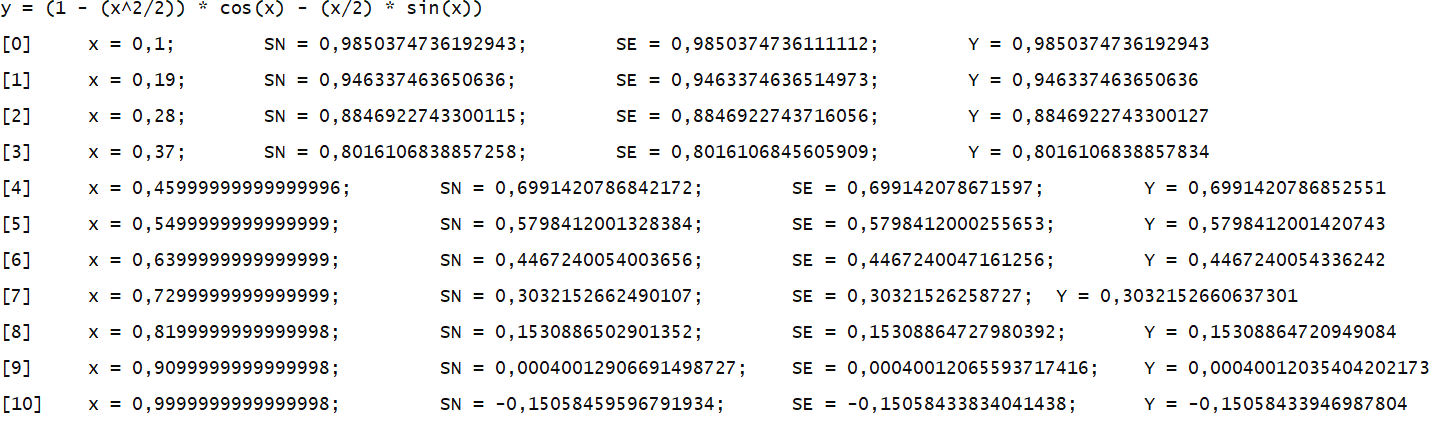 y = (1 - (x^2/2)) * cos(x) - (x/2) * sin(x))
[0] x = 0,1; SN = 0,9850374736192943; SE = 0,9850374736111112; Y = 0,9850374736192943
[1] x = 0,19; SN = 0,946337463650636; SE = 0,9463374636514973; Y = 0,946337463650636
[2] x = 0,28; SN = 0,8846922743300115; SE = 0,8846922743716056; Y = 0,8846922743300127
[3] x = 0,37; SN = 0,8016106838857258; SE = 0,8016106845605909; Y = 0,8016106838857834
[4] x = 0,45999999999999996; SN = 0,6991420786842172; SE = 0,699142078671597; Y = 0,6991420786852551
[5] x = 0,5499999999999999; SN = 0,5798412001328384; SE = 0,5798412000255653; Y = 0,5798412001420743
[6] x = 0,6399999999999999; SN = 0,4467240054003656; SE = 0,4467240047161256; Y = 0,4467240054336242
[7] x = 0,7299999999999999; SN = 0,3032152662490107; SE = 0,30321526258727; Y = 0,3032152660637301
[8] x = 0,8199999999999998; SN = 0,1530886502901352; SE = 0,15308864727980392; Y = 0,15308864720949084
[9] x = 0,9099999999999998; SN = 0,00040012906691498727; SE = 0,00040012065593717416; Y = 0,00040012035404202173
[10] x = 0,9999999999999998; SN = -0,15058459596791934; SE = -0,15058433834041438; Y = -0,15058433946987804